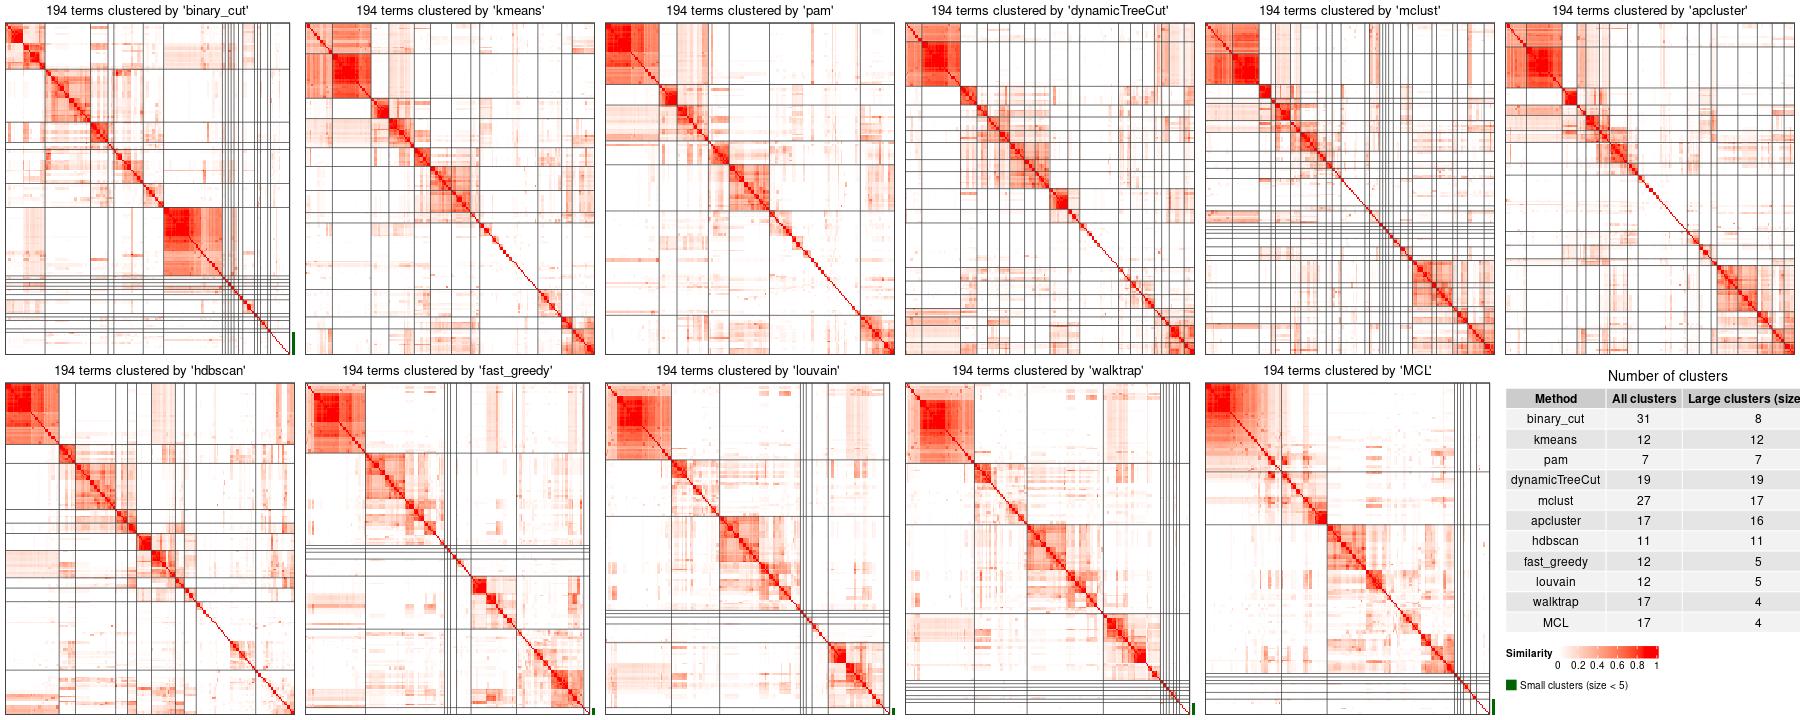 194 terms clustered by 'binary_cut'
194 terms clustered by 'kmeans'
194 terms clustered by 'pam'
194 terms clustered by 'dynamicTreeCut'
194 terms clustered by 'mclust'
194 terms clustered by 'apcluster'
194 terms clustered by 'hdbscan'
194 terms clustered by 'fast_greedy'
194 terms clustered by 'louvain'
194 terms clustered by 'walktrap'
194 terms clustered by 'MCL'
Number of clusters
Method All clusters Large clusters (size
binary_cut 31 8
kmeans 12 12
pam 7 7
dynamicTreeCut 19 19
mclust 27 17
apcluster 17 16
hdbscan 11 11
fast_greedy 12 5
louvain 12 5
walktrap 17 4
MCL 17 4
Similarity
0 0.2 0.4 0.6 0.8 1
Small clusters (size < 5)